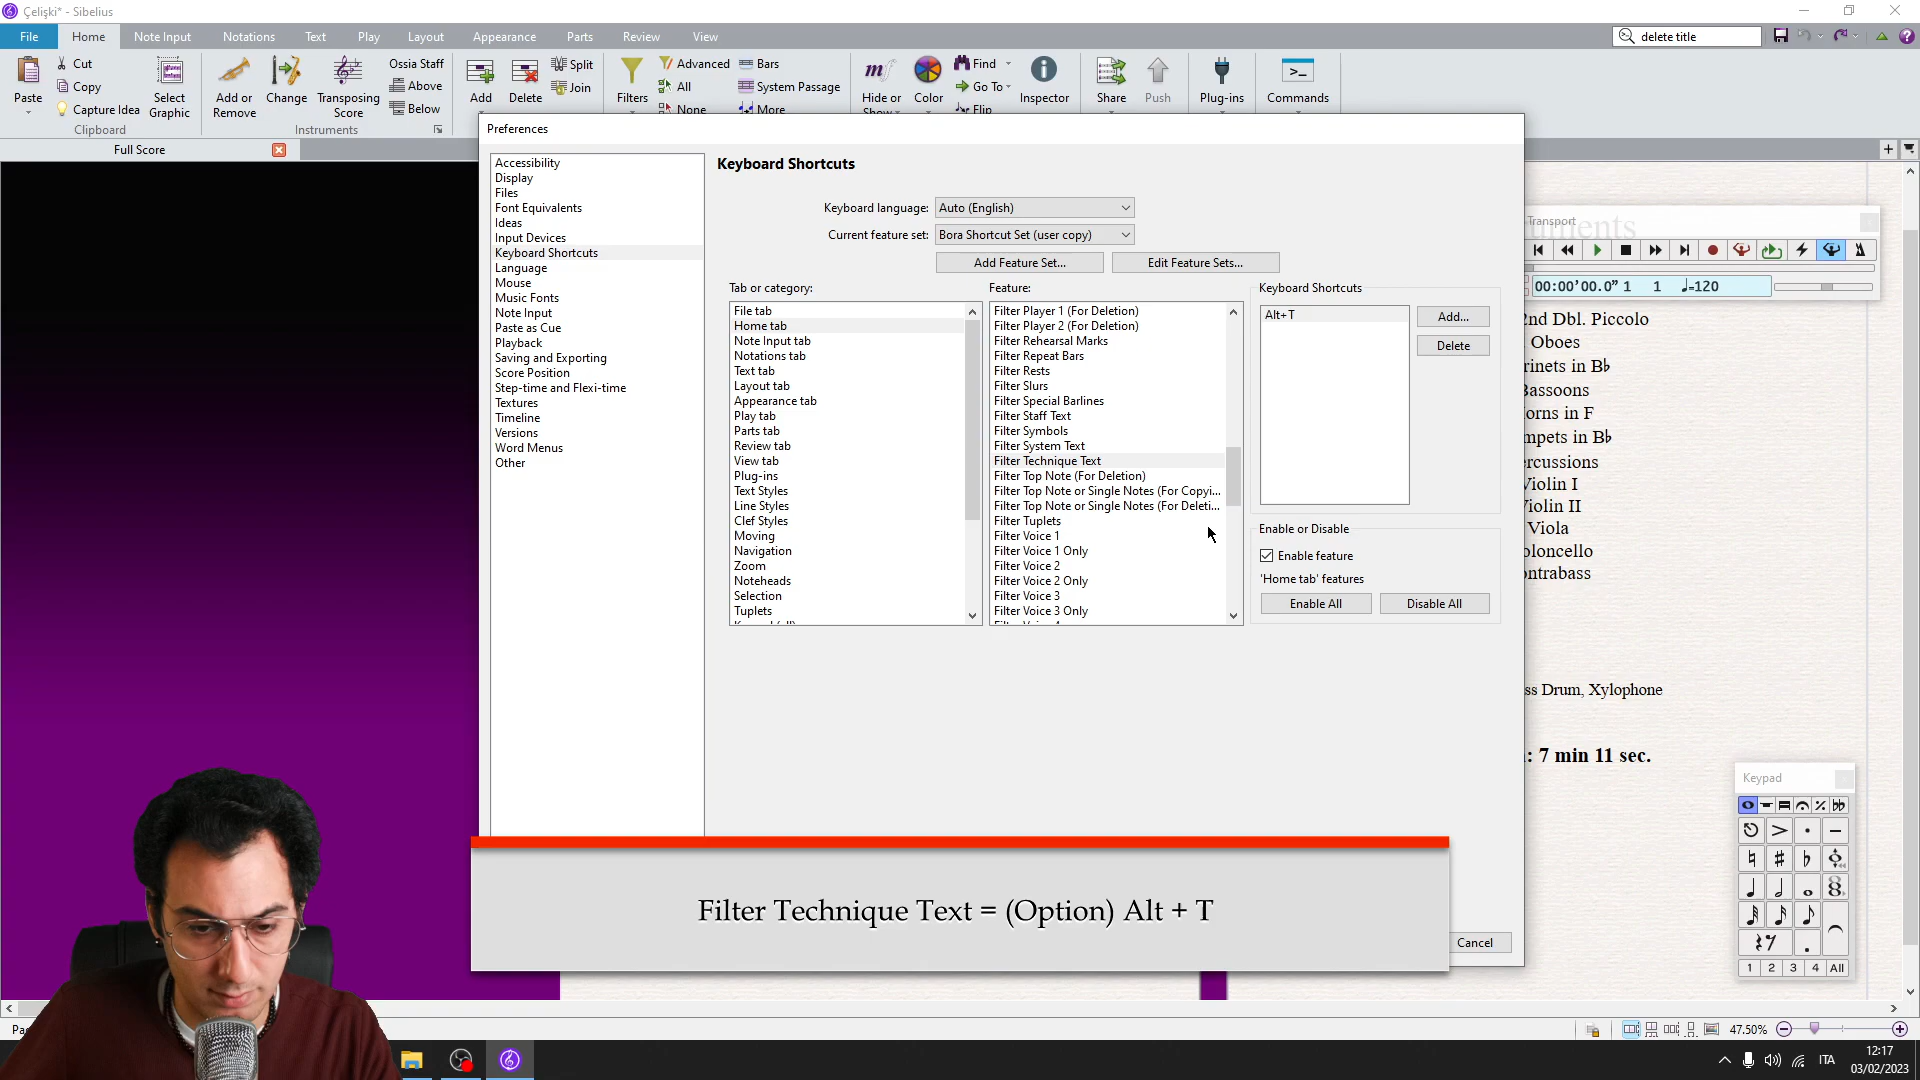 Çelişki* - Sibelius
File Home Note Input Notations Text Play Layout Appearance Parts Review View
delete title
Paste
Cut
Copy
Capture Idea
Select
Graphic
Clipboard
Add or
Remove
Change
Transposing
Score
Ossia Staff
Above
Below
Instruments
Add
Delete
Split
Join
Bars
System Passage
More
Filters
Advanced
All
None
Hide or
Show
Color
Find
Go To
Flip
Inspector
Share
Push
Plug-ins
Commands
Full Score
Preferences
Accessibility
Display
Files
Font Equivalents
Ideas
Input Devices
Keyboard Shortcuts
Language
Mouse
Music Fonts
Note Input
Paste as Cue
Playback
Saving and Exporting
Score Position
Step-time and Flexi-time
Textures
Timeline
Versions
Word Menus
Other
Keyboard Shortcuts
Keyboard language: Auto (English)
Current feature set: Bora Shortcut Set (user copy)
Add Feature Set... Edit Feature Sets...
Tab or category:
File tab
Home tab
Note Input tab
Notations tab
Text tab
Layout tab
Appearance tab
Play tab
Parts tab
Review tab
View tab
Plug-ins
Text Styles
Line Styles
Clef Styles
Moving
Navigation
Zoom
Noteheads
Selection
Tuplets
Feature:
Filter Player 1 (For Deletion)
Filter Player 2 (For Deletion)
Filter Rehearsal Marks
Filter Repeat Bars
Filter Rests
Filter Slurs
Filter Special Barlines
Filter Staff Text
Filter Symbols
Filter System Text
Filter Technique Text
Filter Top Note (For Deletion)
Filter Top Note or Single Notes (For Copyi...
Filter Top Note or Single Notes (For Deleti...
Filter Tuplets
Filter Voice 1
Filter Voice 1 Only
Filter Voice 2
Filter Voice 2 Only
Filter Voice 3
Filter Voice 3 Only
Keyboard Shortcuts
Alt+T
Add...
Delete
Enable or Disable
Enable feature
'Home tab' features
Enable All Disable All
Cancel
Transport
00:00'00.0" 1 1 =120
2nd Dbl. Piccolo
Oboes
rinets in B♭
Bassoons
orns in F
mpets in B♭
ercussions
Violin I
Violin II
Viola
oloncello
ontrabass
ss Drum, Xylophone
: 7 min 11 sec.
Keypad
1 2 3 4 All
Filter Technique Text = (Option) Alt + T
47.50%
ITA
12:17
03/02/2023